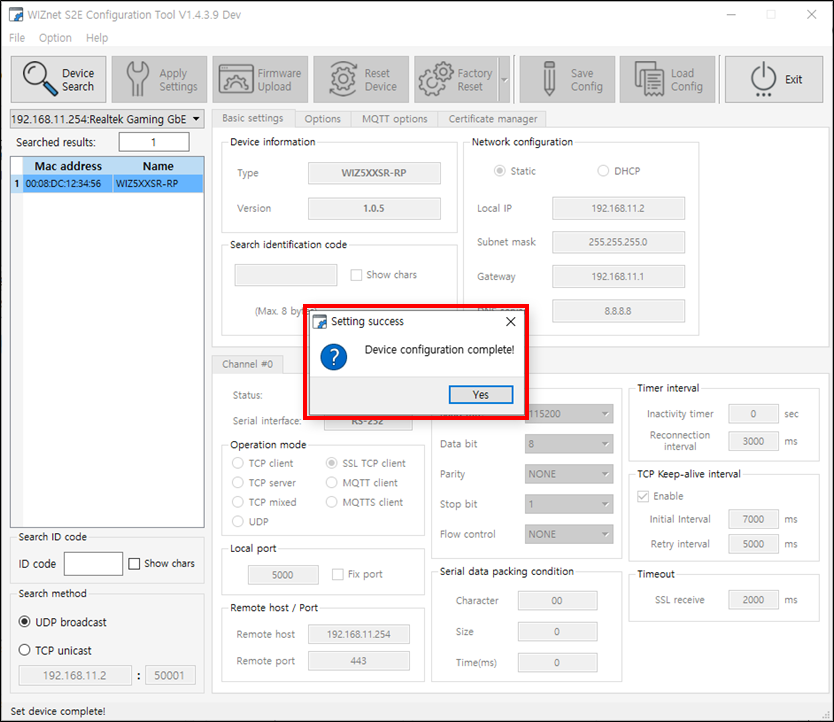 WIZnet S2E Configuration Tool V1.4.3.9 Dev
File Option Help
Device Search
Apply Settings
Firmware Upload
Reset Device
Factory Reset
Save Config
Load Config
Exit
192.168.11.254:Realtek Gaming GbE
Searched results: 1
Mac address Name
1 00:08:DC:12:34:56 WIZ5XXSR-RP
Search ID code
ID code Show chars
Search method
UDP broadcast
TCP unicast
192.168.11.2 : 50001
Basic settings Options MQTT options Certificate manager
Device information
Type WIZ5XXSR-RP
Version 1.0.5
Search identification code
Show chars
(Max. 8 byte
Network configuration
Static DHCP
Local IP 192.168.11.2
Subnet mask 255.255.255.0
Gateway 192.168.11.1
8.8.8.8
Setting success
Device configuration complete!
?
Yes
Channel #0
Status:
Serial interface: RS-232
Operation mode
TCP client SSL TCP client
TCP server MQTT client
TCP mixed MQTTS client
UDP
Local port
5000 Fix port
Remote host / Port
Remote host 192.168.11.254
Remote port 443
115200
Data bit 8
Parity NONE
Stop bit 1
Flow control NONE
Serial data packing condition
Character 00
Size 0
Time(ms) 0
Timer interval
Inactivity timer 0 sec
Reconnection interval 3000 ms
TCP Keep-alive interval
Enable
Initial Interval 7000 ms
Retry interval 5000 ms
Timeout
SSL receive 2000 ms
Set device complete!